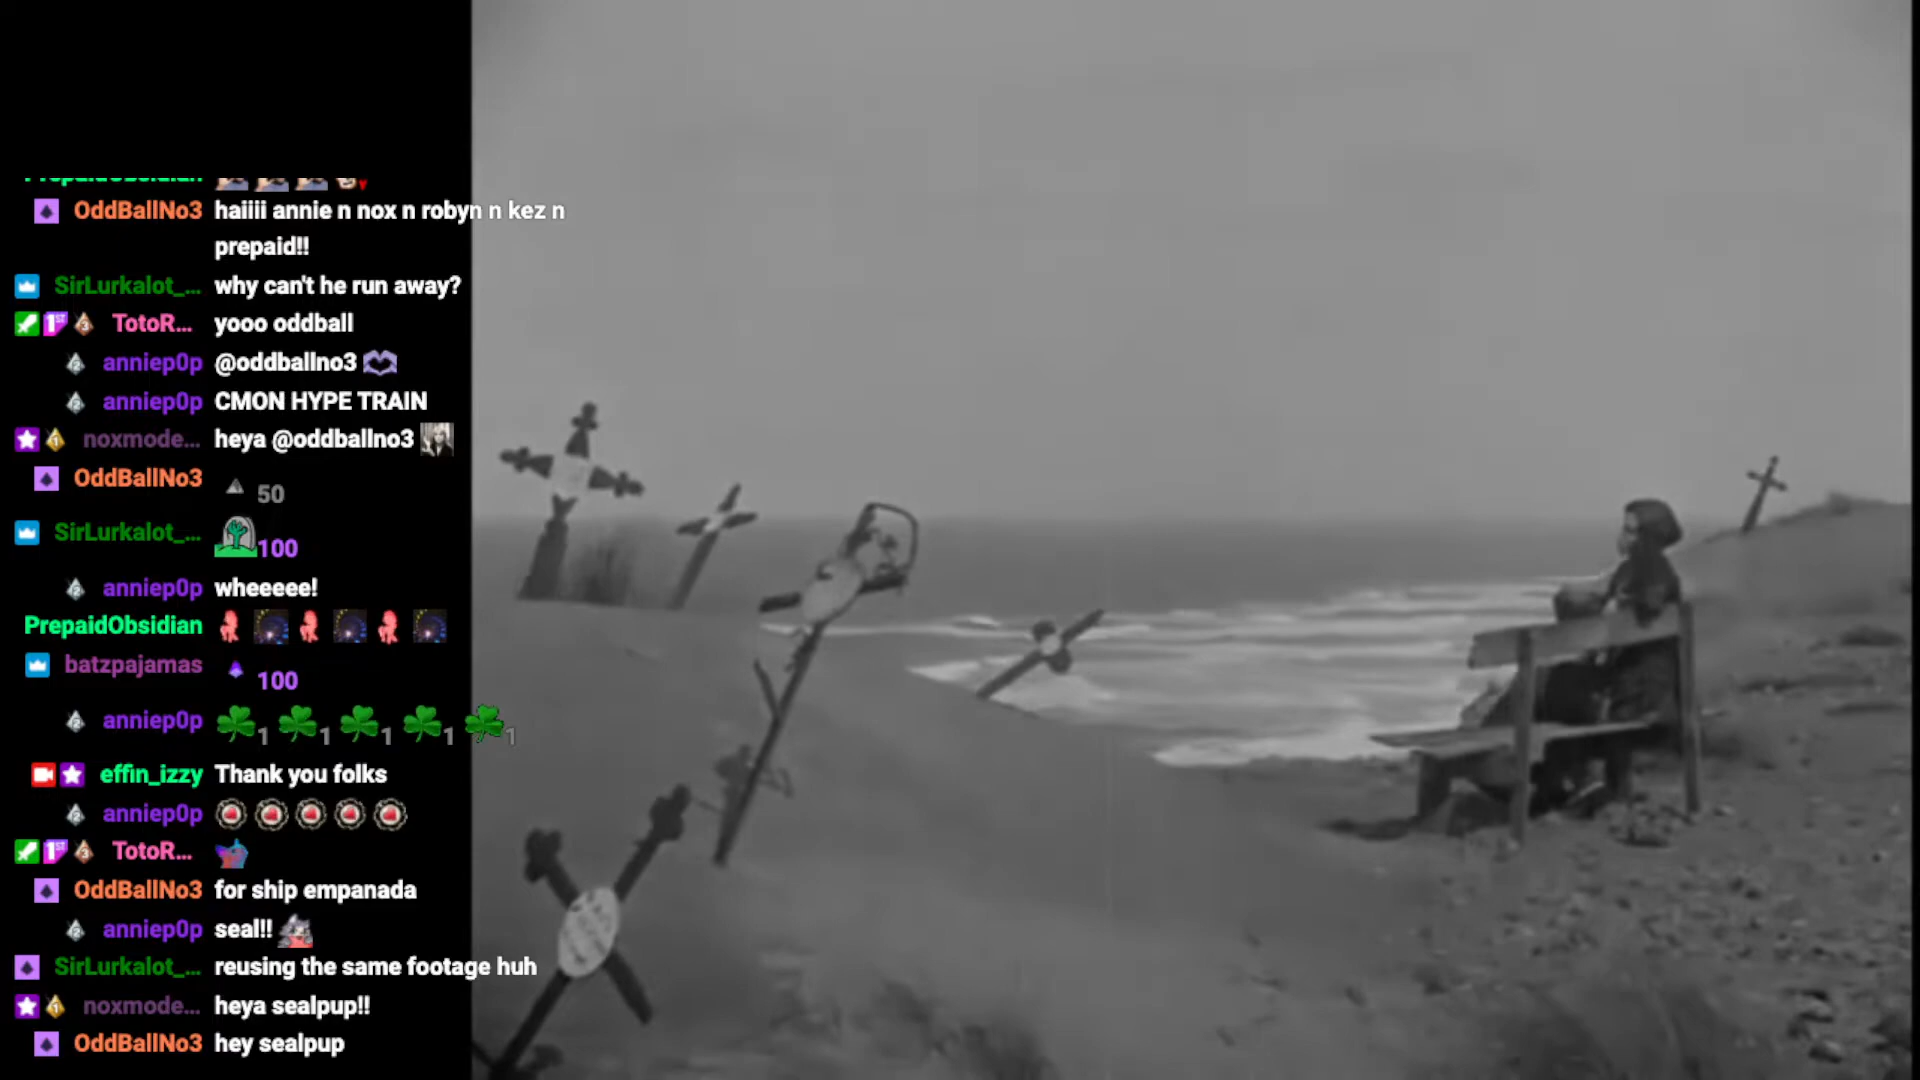 OddBallNo3 haiiii annie n nox n robyn n kez n
prepaid!!
SirLurkalot_... why can't he run away?
TotoR... yooo oddball
anniep0p @oddballno3
anniep0p CMON HYPE TRAIN
noxmode... heya @oddballno3
OddBallNo3 50
SirLurkalot_... 100
anniep0p wheeeee!
PrepaidObsidian
batzpajamas 100
anniep0p 1 1 1 1 1
effin_izzy Thank you folks
anniep0p
TotoR...
OddBallNo3 for ship empanada
anniep0p seal!!
SirLurkalot_... reusing the same footage huh
noxmode... heya sealpup!!
OddBallNo3 hey sealpup